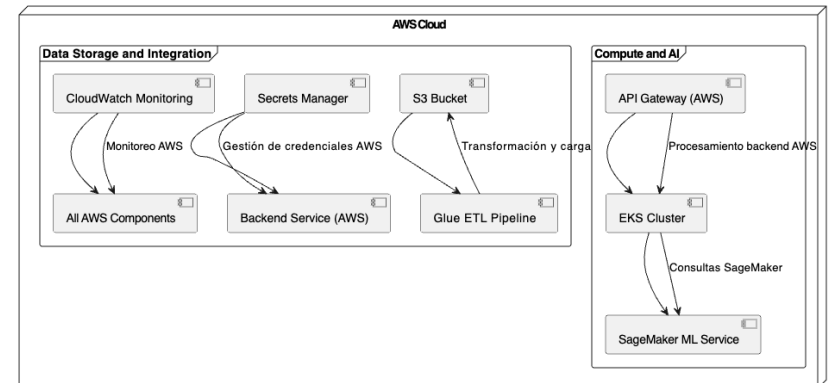 AWS Cloud
Data Storage and Integration
CloudWatch Monitoring
Secrets Manager
S3 Bucket
Monitoreo AWS
Gestión de credenciales AWS
Transformación y carga
All AWS Components
Backend Service (AWS)
Glue ETL Pipeline
Compute and AI
API Gateway (AWS)
Procesamiento backend AWS
EKS Cluster
Consultas SageMaker
SageMaker ML Service